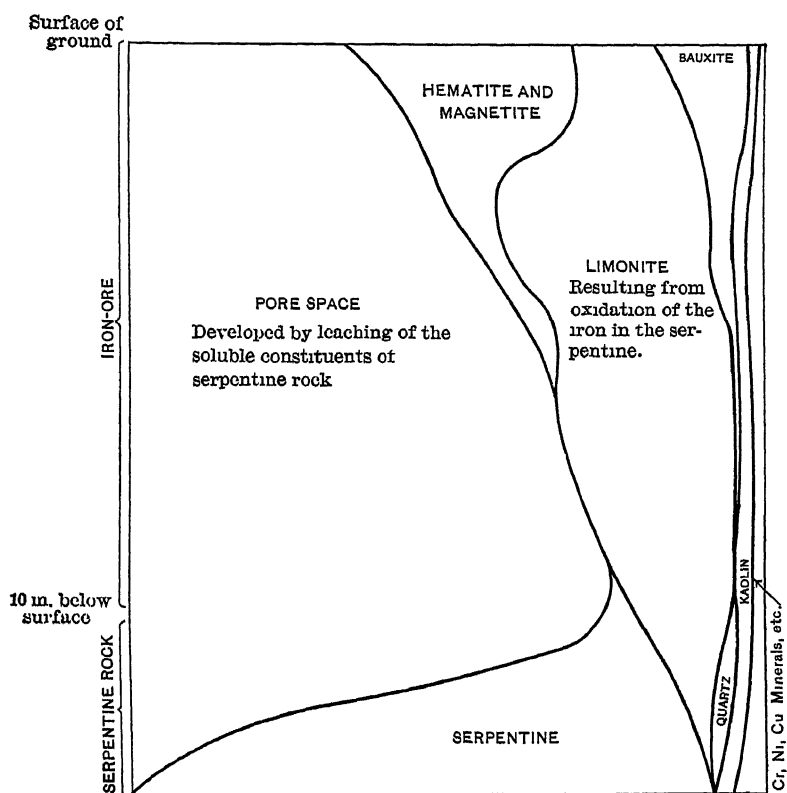 Surface of
ground
BAUXITE
HEMATITE AND
MAGNETITE
IRON-ORE
LIMONITE
Resulting from
oxidation of the
iron in the ser-
pentine.
PORE SPACE
Developed by leaching of the
soluble constituents of
serpentine rock
10 m. below
surface
KAOLIN
SERPENTINE ROCK
QUARTZ
SERPENTINE
Cr, Ni, Cu Minerals, etc.